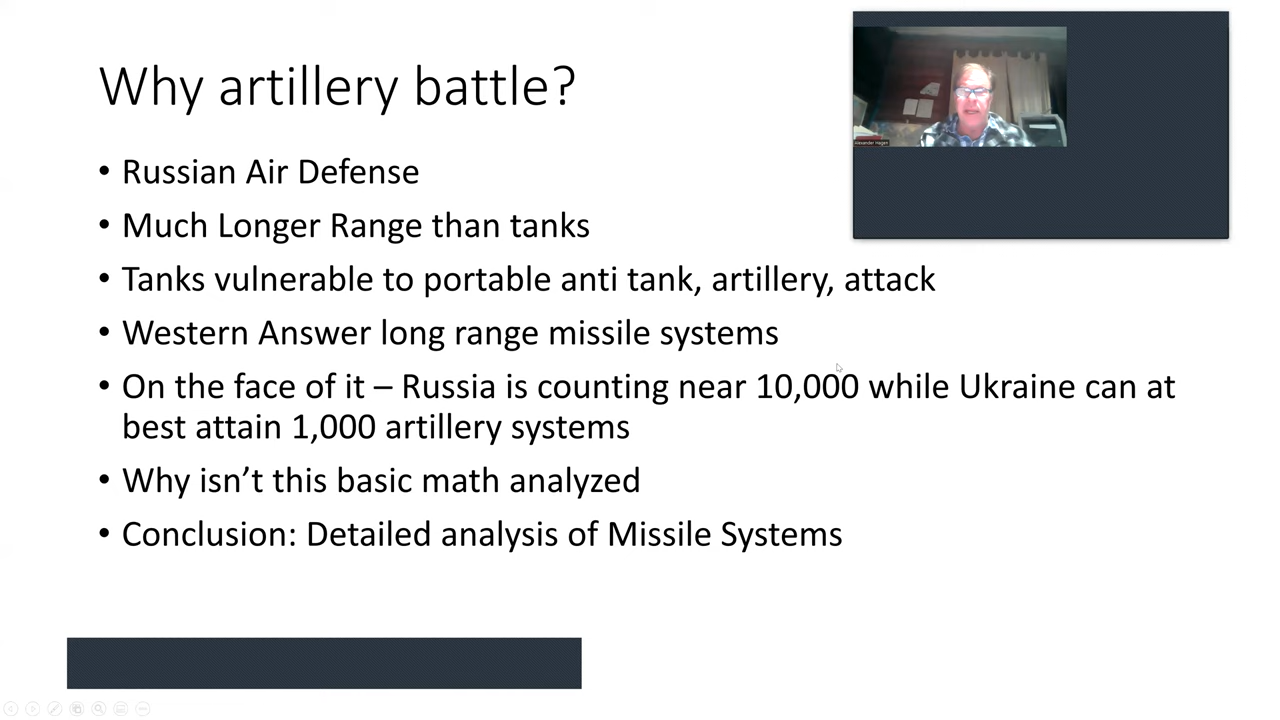 Why artillery battle?
Alexander Hagen
• Russian Air Defense
• Much Longer Range than tanks
• Tanks vulnerable to portable anti tank, artillery, attack
• Western Answer long range missile systems
• On the face of it – Russia is counting near 10,000 while Ukraine can at
best attain 1,000 artillery systems
• Why isn’t this basic math analyzed
• Conclusion: Detailed analysis of Missile Systems